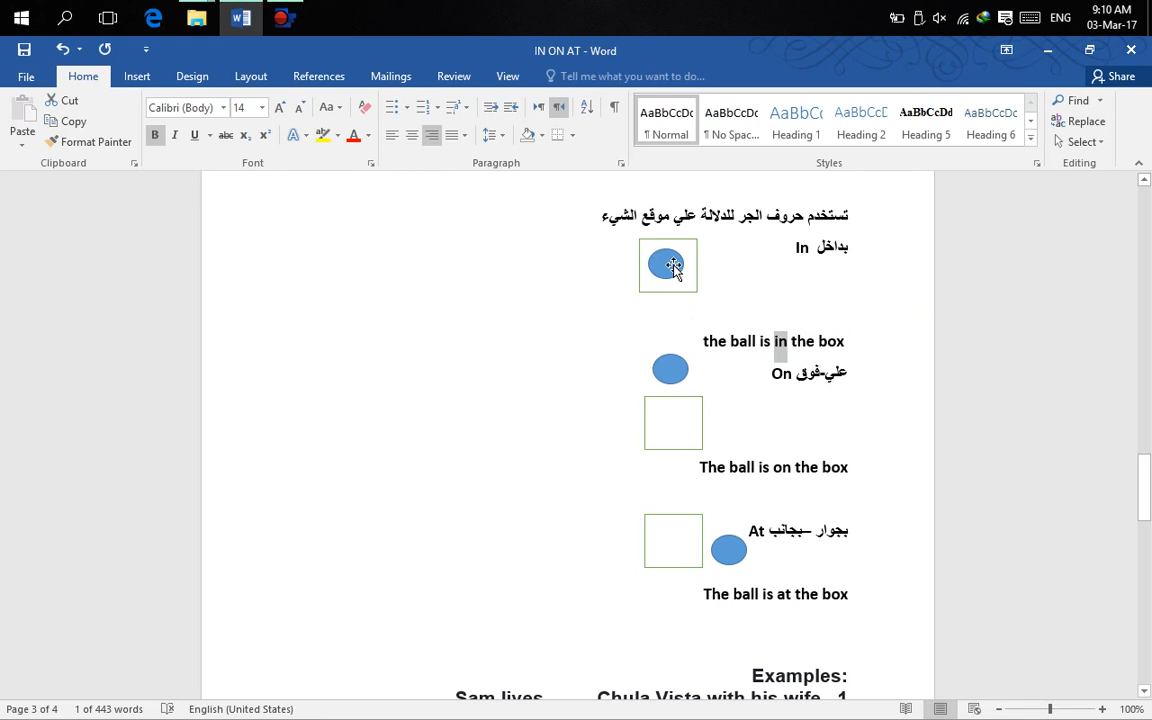 9:10 AM
ENG
03-Mar-17
IN ON AT - Word
File Home Insert Design Layout References Mailings Review View Tell me what you want to do... Share
Paste
Cut
Copy
Format Painter
Calibri (Body) 14
AaBbCcDc AaBbCcDc AaBbC AaBbCcE AaBbCcDd AaBbCcDc
¶ Normal ¶ No Spac... Heading 1 Heading 2 Heading 5 Heading 6
Find
Replace
Select
Clipboard Font Paragraph Styles Editing
تستخدم حروف الجر للدلالة علي موقع الشيء
بداخل In
the ball is in the box
علي-فوق On
The ball is on the box
بجوار –بجانب At
The ball is at the box
Examples:
Sam lives Chula Vista with his wife 1
Page 3 of 4 1 of 443 words English (United States) 100%